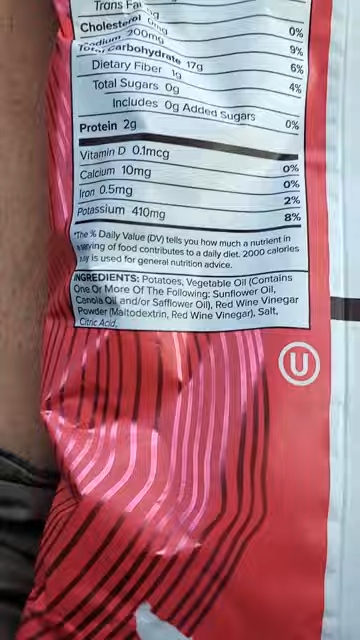 Trans Fat 0g
Cholesterol 0mg 0%
Sodium 200mg 9%
Total Carbohydrate 17g 6%
Dietary Fiber 1g 4%
Total Sugars 0g
Includes 0g Added Sugars 0%
Protein 2g
Vitamin D 0.1mcg 0%
Calcium 10mg 0%
Iron 0.5mg 2%
Potassium 410mg 8%
*The % Daily Value (DV) tells you how much a nutrient in
a serving of food contributes to a daily diet. 2000 calories
day is used for general nutrition advice.
INGREDIENTS: Potatoes, Vegetable Oil (Contains
One Or More Of The Following: Sunflower Oil,
Canola Oil and/or Safflower Oil), Red Wine Vinegar
Powder (Maltodextrin, Red Wine Vinegar), Salt,
Citric Acid.
U